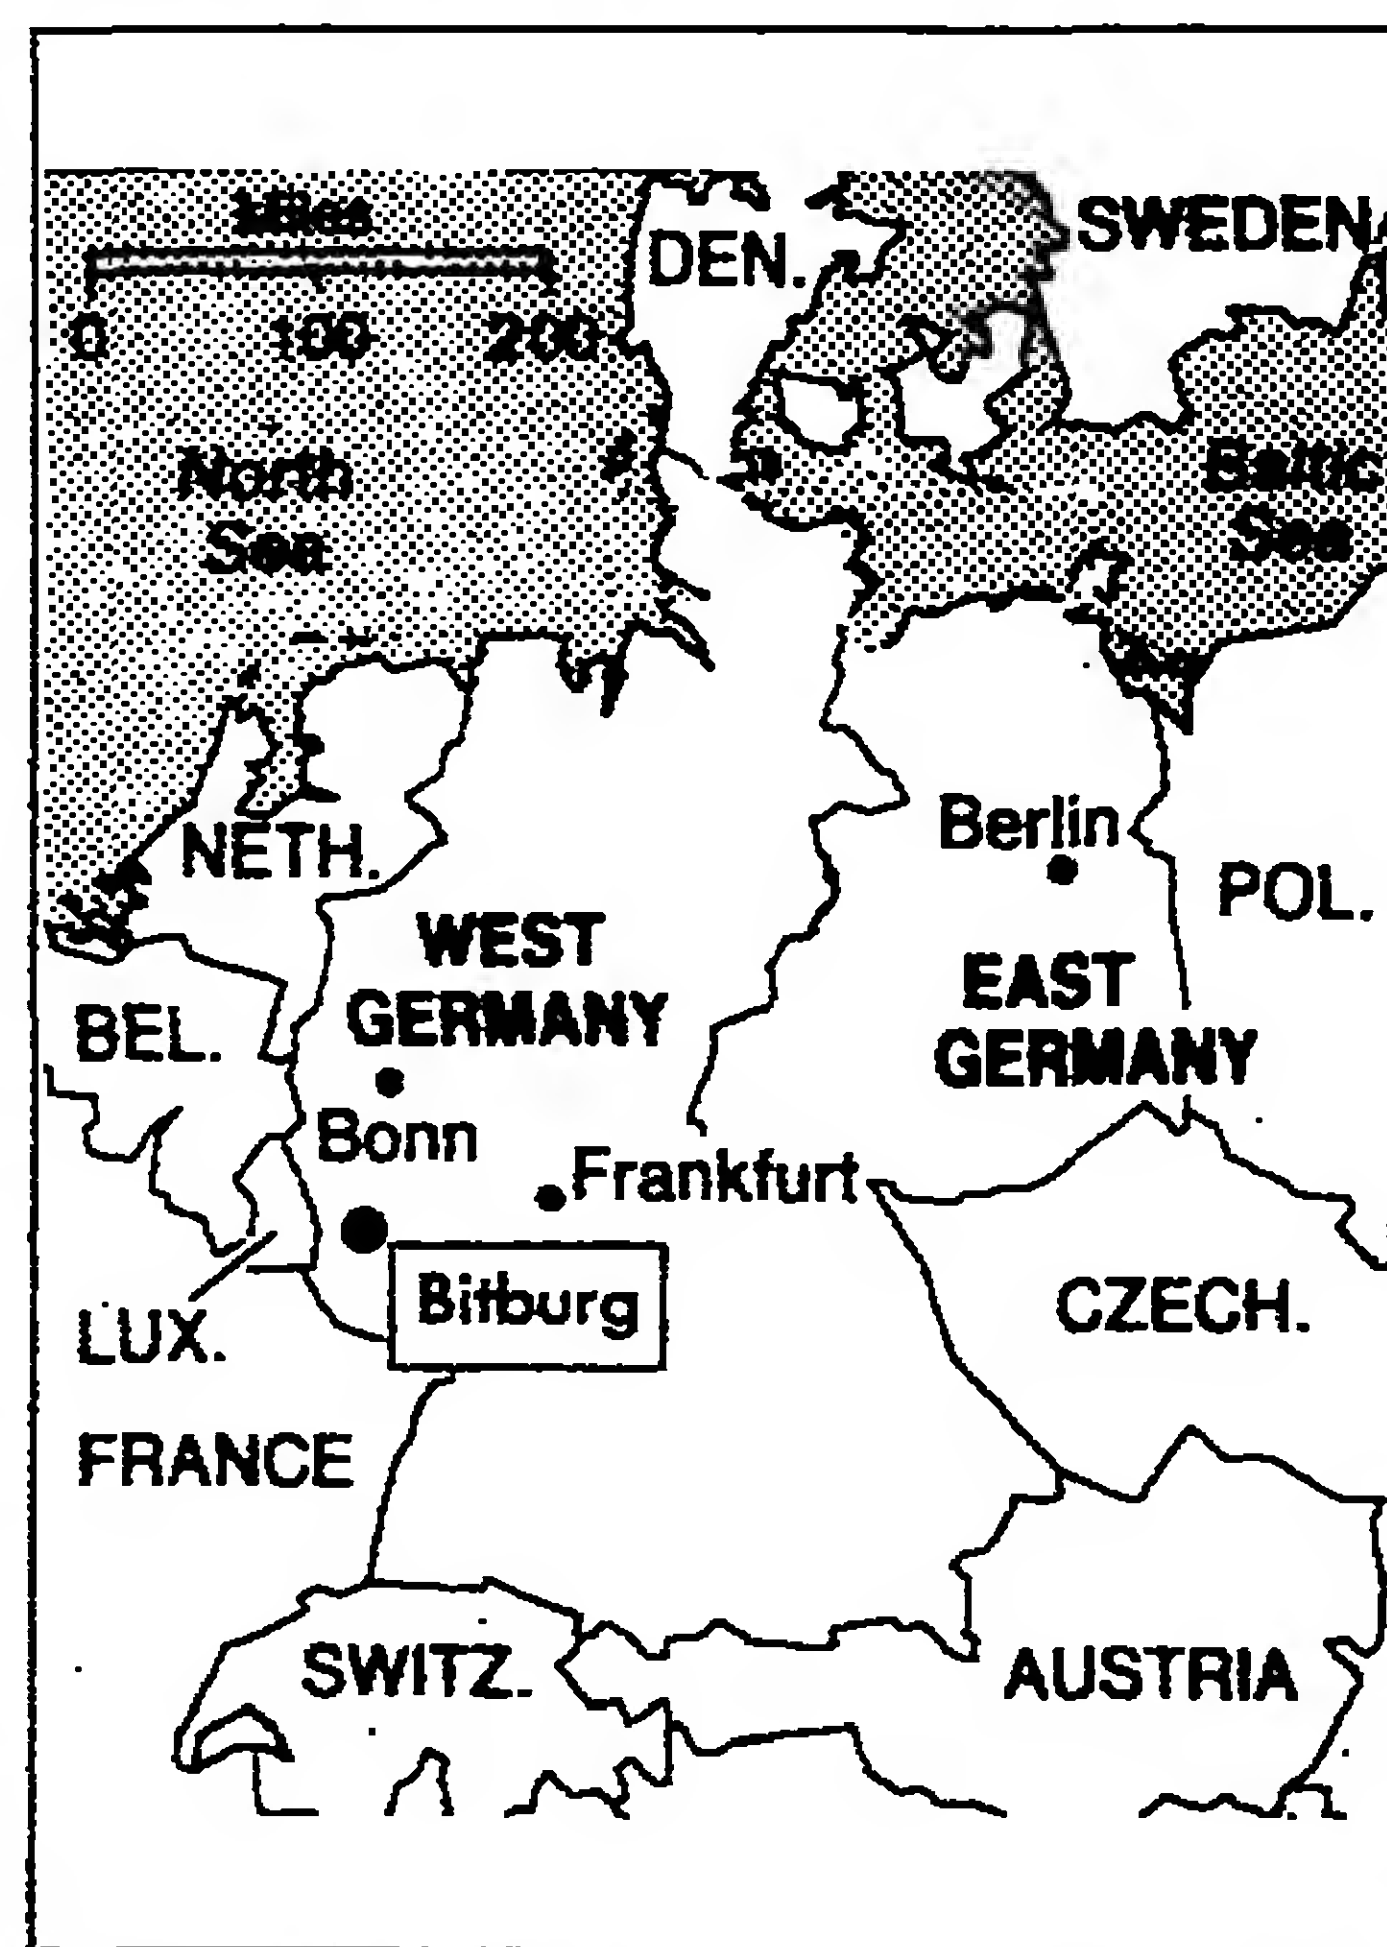 Miles
0 100 200
DEN.
SWEDEN
North
Sea
Baltic
Sea
NETH.
Berlin
POL.
WEST
GERMANY
EAST
GERMANY
BEL.
Bonn
Frankfurt
Bitburg
LUX.
CZECH.
FRANCE
SWITZ.
AUSTRIA